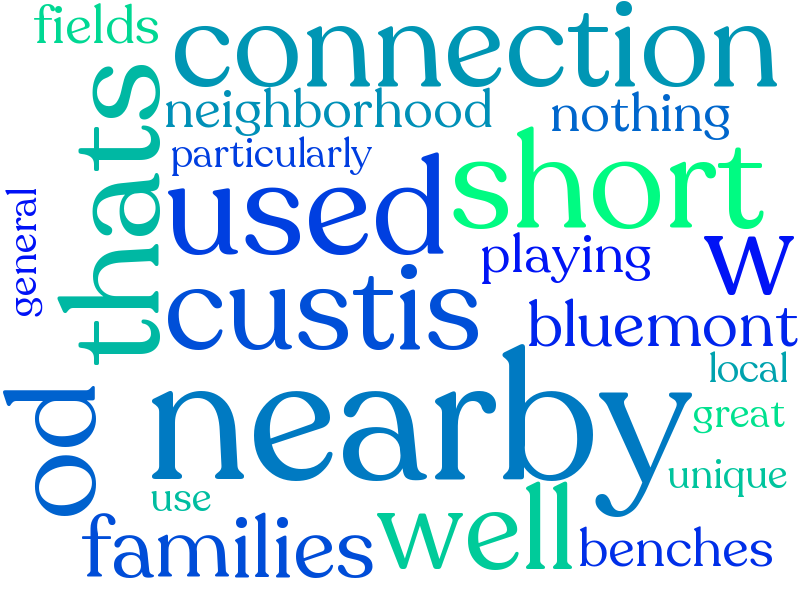 fields
connection
thats
neighborhood
nothing
particularly
used
short
general
playing
w
custis
bluemont
nearby
local
od
great
unique
use
well
families
benches